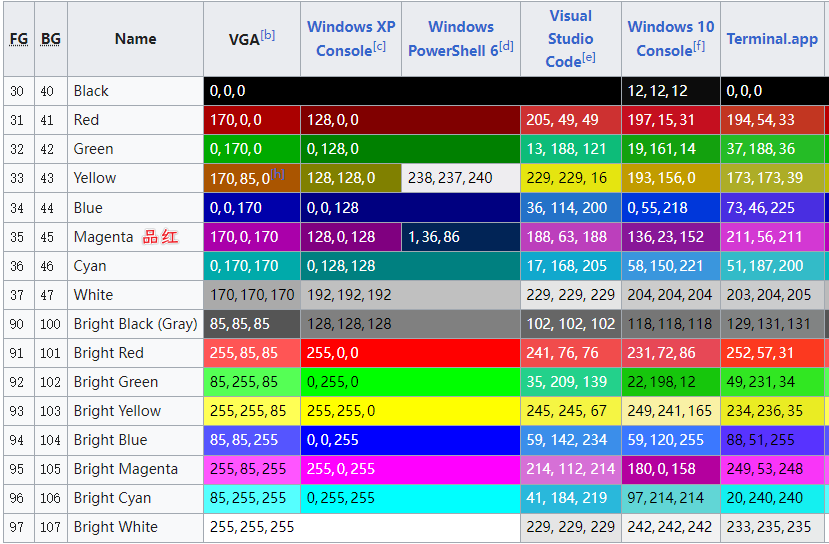 FG BG Name VGA[b] Windows XP Console[c] Windows PowerShell 6[d] Visual Studio Code[e] Windows 10 Console[f] Terminal.app
30 40 Black 0,0,0 12,12,12 0,0,0
31 41 Red 170,0,0 128,0,0 205,49,49 197,15,31 194,54,33
32 42 Green 0,170,0 0,128,0 13,188,121 19,161,14 37,188,36
33 43 Yellow 170,85,0[h] 128,128,0 238,237,240 229,229,16 193,156,0 173,173,39
34 44 Blue 0,0,170 0,0,128 36,114,200 0,55,218 73,46,225
35 45 Magenta 品红 170,0,170 128,0,128 1,36,86 188,63,188 136,23,152 211,56,211
36 46 Cyan 0,170,170 0,128,128 17,168,205 58,150,221 51,187,200
37 47 White 170,170,170 192,192,192 229,229,229 204,204,204 203,204,205
90 100 Bright Black (Gray) 85,85,85 128,128,128 102,102,102 118,118,118 129,131,131
91 101 Bright Red 255,85,85 255,0,0 241,76,76 231,72,86 252,57,31
92 102 Bright Green 85,255,85 0,255,0 35,209,139 22,198,12 49,231,34
93 103 Bright Yellow 255,255,85 255,255,0 245,245,67 249,241,165 234,236,35
94 104 Bright Blue 85,85,255 0,0,255 59,142,234 59,120,255 88,51,255
95 105 Bright Magenta 255,85,255 255,0,255 214,112,214 180,0,158 249,53,248
96 106 Bright Cyan 85,255,255 0,255,255 41,184,219 97,214,214 20,240,240
97 107 Bright White 255,255,255 229,229,229 242,242,242 233,235,235